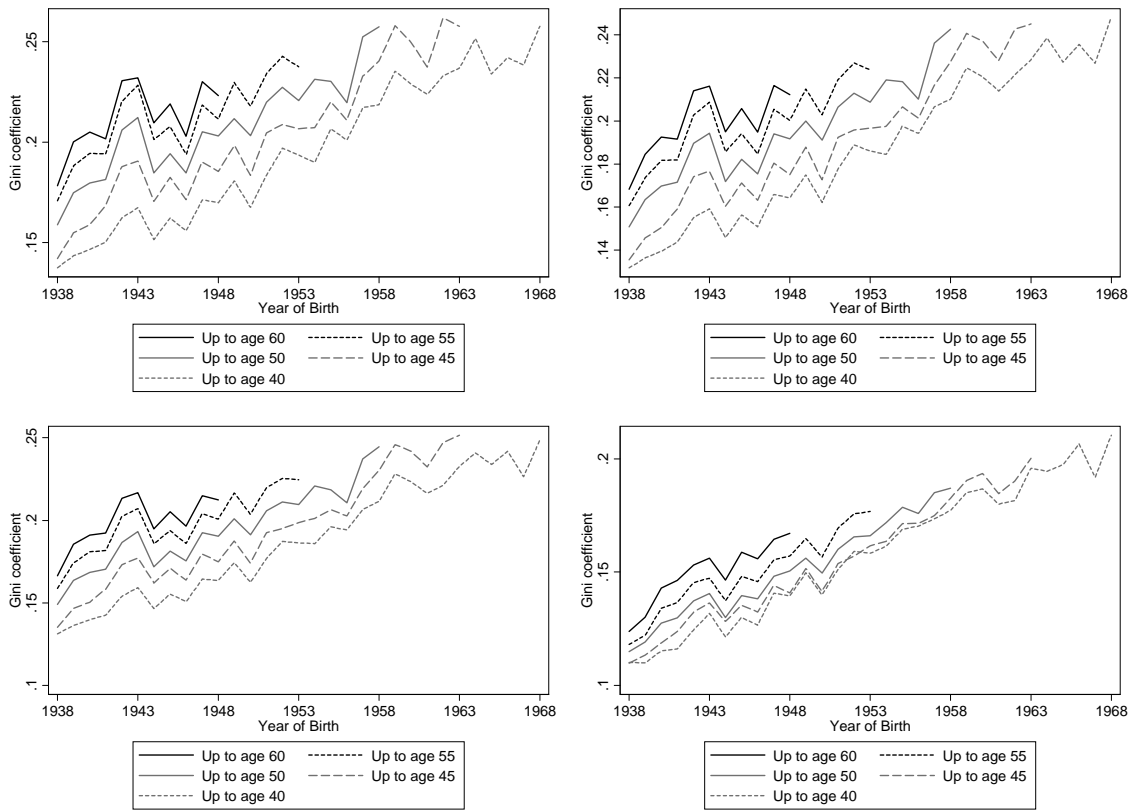 Gini coefficient
.25
.2
.15
1938 1943 1948 1953 1958 1963 1968
Year of Birth
Up to age 60 Up to age 55
Up to age 50 Up to age 45
Up to age 40
Gini coefficient
.24
.22
.2
.18
.16
.14
1938 1943 1948 1953 1958 1963 1968
Year of Birth
Up to age 60 Up to age 55
Up to age 50 Up to age 45
Up to age 40
Gini coefficient
.25
.2
.15
.1
1938 1943 1948 1953 1958 1963 1968
Year of Birth
Up to age 60 Up to age 55
Up to age 50 Up to age 45
Up to age 40
Gini coefficient
.2
.15
.1
1938 1943 1948 1953 1958 1963 1968
Year of Birth
Up to age 60 Up to age 55
Up to age 50 Up to age 45
Up to age 40